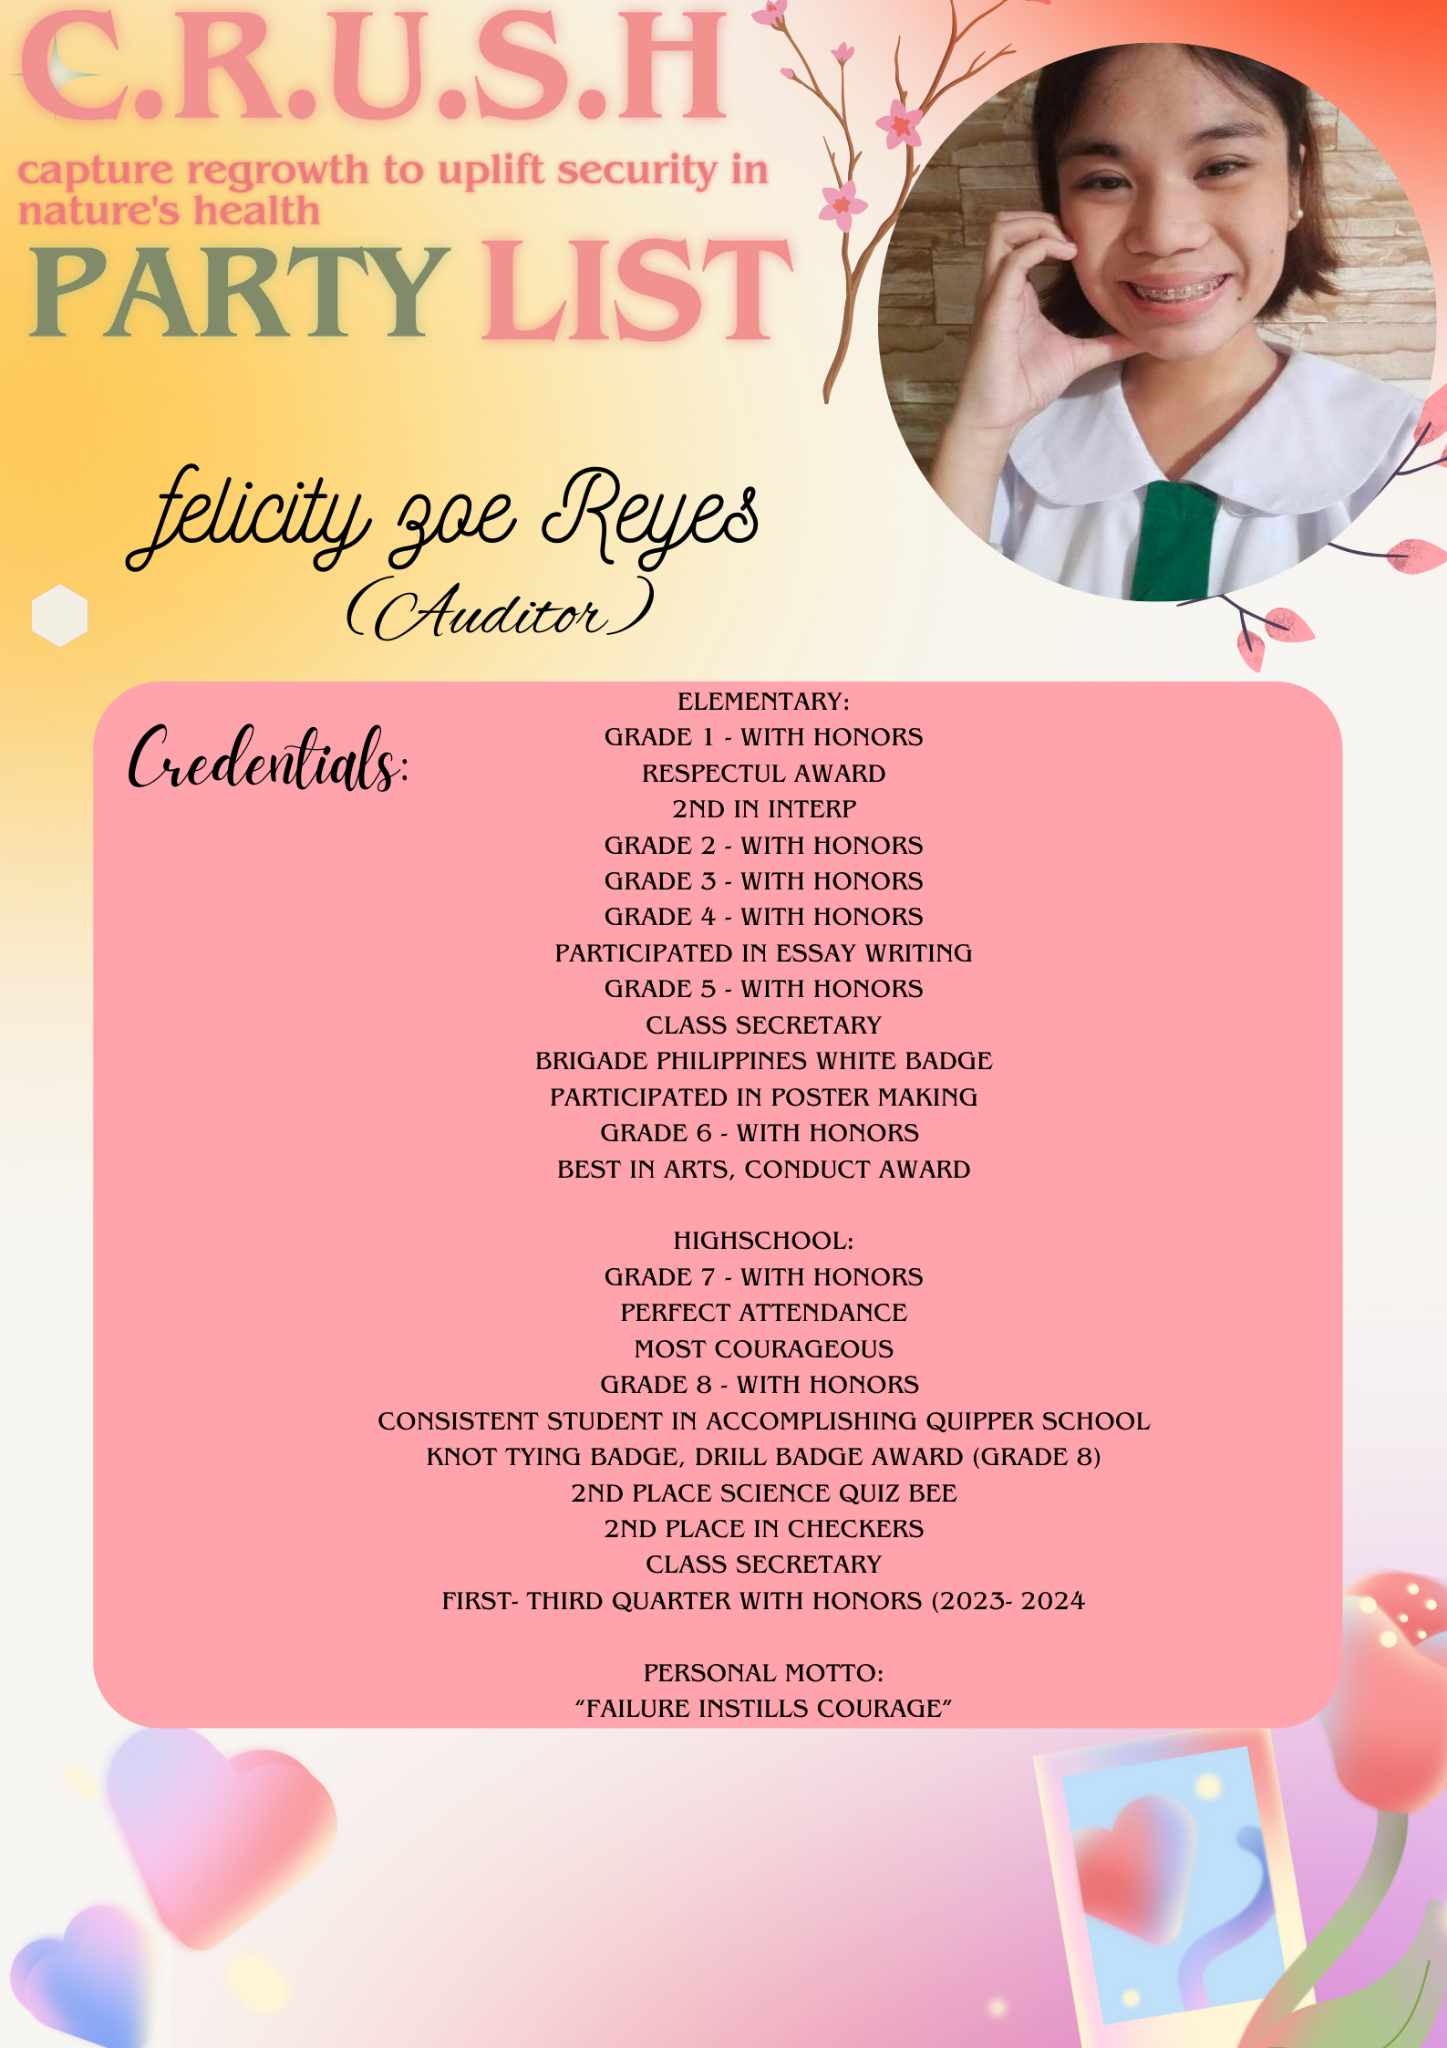 C.R.U.S.H
capture regrowth to uplift security in
nature's health
PARTY LIST
felicity zoe Reyes
(Auditor)
Credentials:
ELEMENTARY:
GRADE 1 - WITH HONORS
RESPECTUL AWARD
2ND IN INTERP
GRADE 2 - WITH HONORS
GRADE 3 - WITH HONORS
GRADE 4 - WITH HONORS
PARTICIPATED IN ESSAY WRITING
GRADE 5 - WITH HONORS
CLASS SECRETARY
BRIGADE PHILIPPINES WHITE BADGE
PARTICIPATED IN POSTER MAKING
GRADE 6 - WITH HONORS
BEST IN ARTS, CONDUCT AWARD
HIGHSCHOOL:
GRADE 7 - WITH HONORS
PERFECT ATTENDANCE
MOST COURAGEOUS
GRADE 8 - WITH HONORS
CONSISTENT STUDENT IN ACCOMPLISHING QUIPPER SCHOOL
KNOT TYING BADGE, DRILL BADGE AWARD (GRADE 8)
2ND PLACE SCIENCE QUIZ BEE
2ND PLACE IN CHECKERS
CLASS SECRETARY
FIRST- THIRD QUARTER WITH HONORS (2023- 2024
PERSONAL MOTTO:
"FAILURE INSTILLS COURAGE"